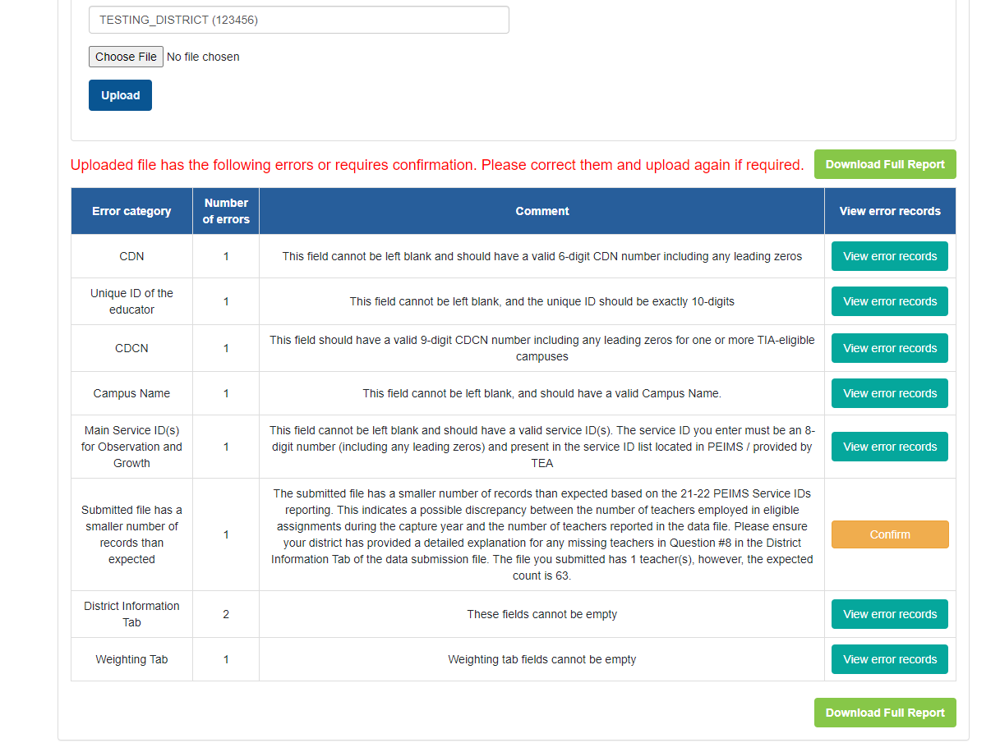 TESTING_DISTRICT (123456)
Choose File No file chosen
Upload
Uploaded file has the following errors or requires confirmation. Please correct them and upload again if required.
Download Full Report
Error category
Number
of errors
Comment
View error records
CDN
1
This field cannot be left blank and should have a valid 6-digit CDN number including any leading zeros
View error records
Unique ID of the
educator
1
This field cannot be left blank, and the unique ID should be exactly 10-digits
View error records
CDCN
1
This field should have a valid 9-digit CDCN number including any leading zeros for one or more TIA-eligible
campuses
View error records
Campus Name
1
This field cannot be left blank, and should have a valid Campus Name.
View error records
Main Service ID(s)
for Observation and
Growth
1
This field cannot be left blank and should have a valid service ID(s). The service ID you enter must be an 8-
digit number (including any leading zeros) and present in the service ID list located in PEIMS / provided by
TEA
View error records
Submitted file has a
smaller number of
records than
expected
1
The submitted file has a smaller number of records than expected based on the 21-22 PEIMS Service IDs
reporting. This indicates a possible discrepancy between the number of teachers employed in eligible
assignments during the capture year and the number of teachers reported in the data file. Please ensure
your district has provided a detailed explanation for any missing teachers in Question #8 in the District
Information Tab of the data submission file. The file you submitted has 1 teacher(s), however, the expected
count is 63.
Confirm
District Information
Tab
2
These fields cannot be empty
View error records
Weighting Tab
1
Weighting tab fields cannot be empty
View error records
Download Full Report